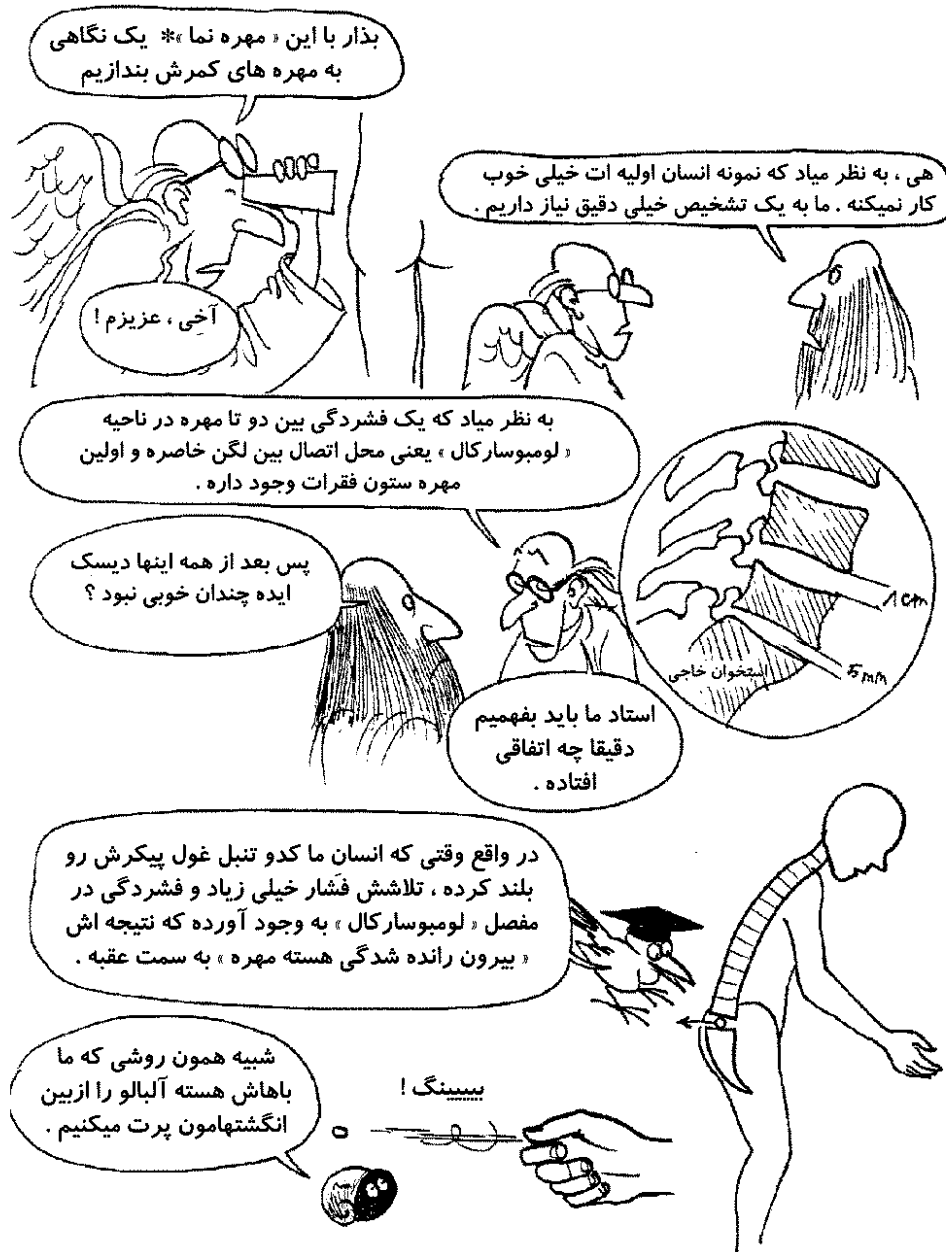 هی ، به نظر میاد که نمونه انسان اولیه ات خیلی خوب
کار نمیکنه . ما به یک تشخیص خیلی دقیق نیاز داریم .
بذار با این « مهره نما »* یک نگاهی
به مهره های کمرش بندازیم
آخی ، عزیزم !
به نظر میاد که یک فشردگی بین دو تا مهره در ناحیه
« لومبوسارکال » یعنی محل اتصال بین لگن خاصره و اولین
مهره ستون فقرات وجود داره .
پس بعد از همه اینها دیسک
ایده چندان خوبی نبود ؟
1 cm
استخوان خاجی
5 mm
استاد ما باید بفهمیم
دقیقا چه اتفاقی
افتاده .
در واقع وقتی که انسان ما کدو تنبل غول پیکرش رو
بلند کرده ، تلاشش فشار خیلی زیاد و فشردگی در
مفصل « لومبوسارکال » به وجود آورده که نتیجه اش
« بیرون رانده شدگی هسته مهره » به سمت عقبه .
شبیه همون روشی که ما
باهاش هسته آلبالو را ازبین
انگشتهامون پرت میکنیم .
بیییینگ !